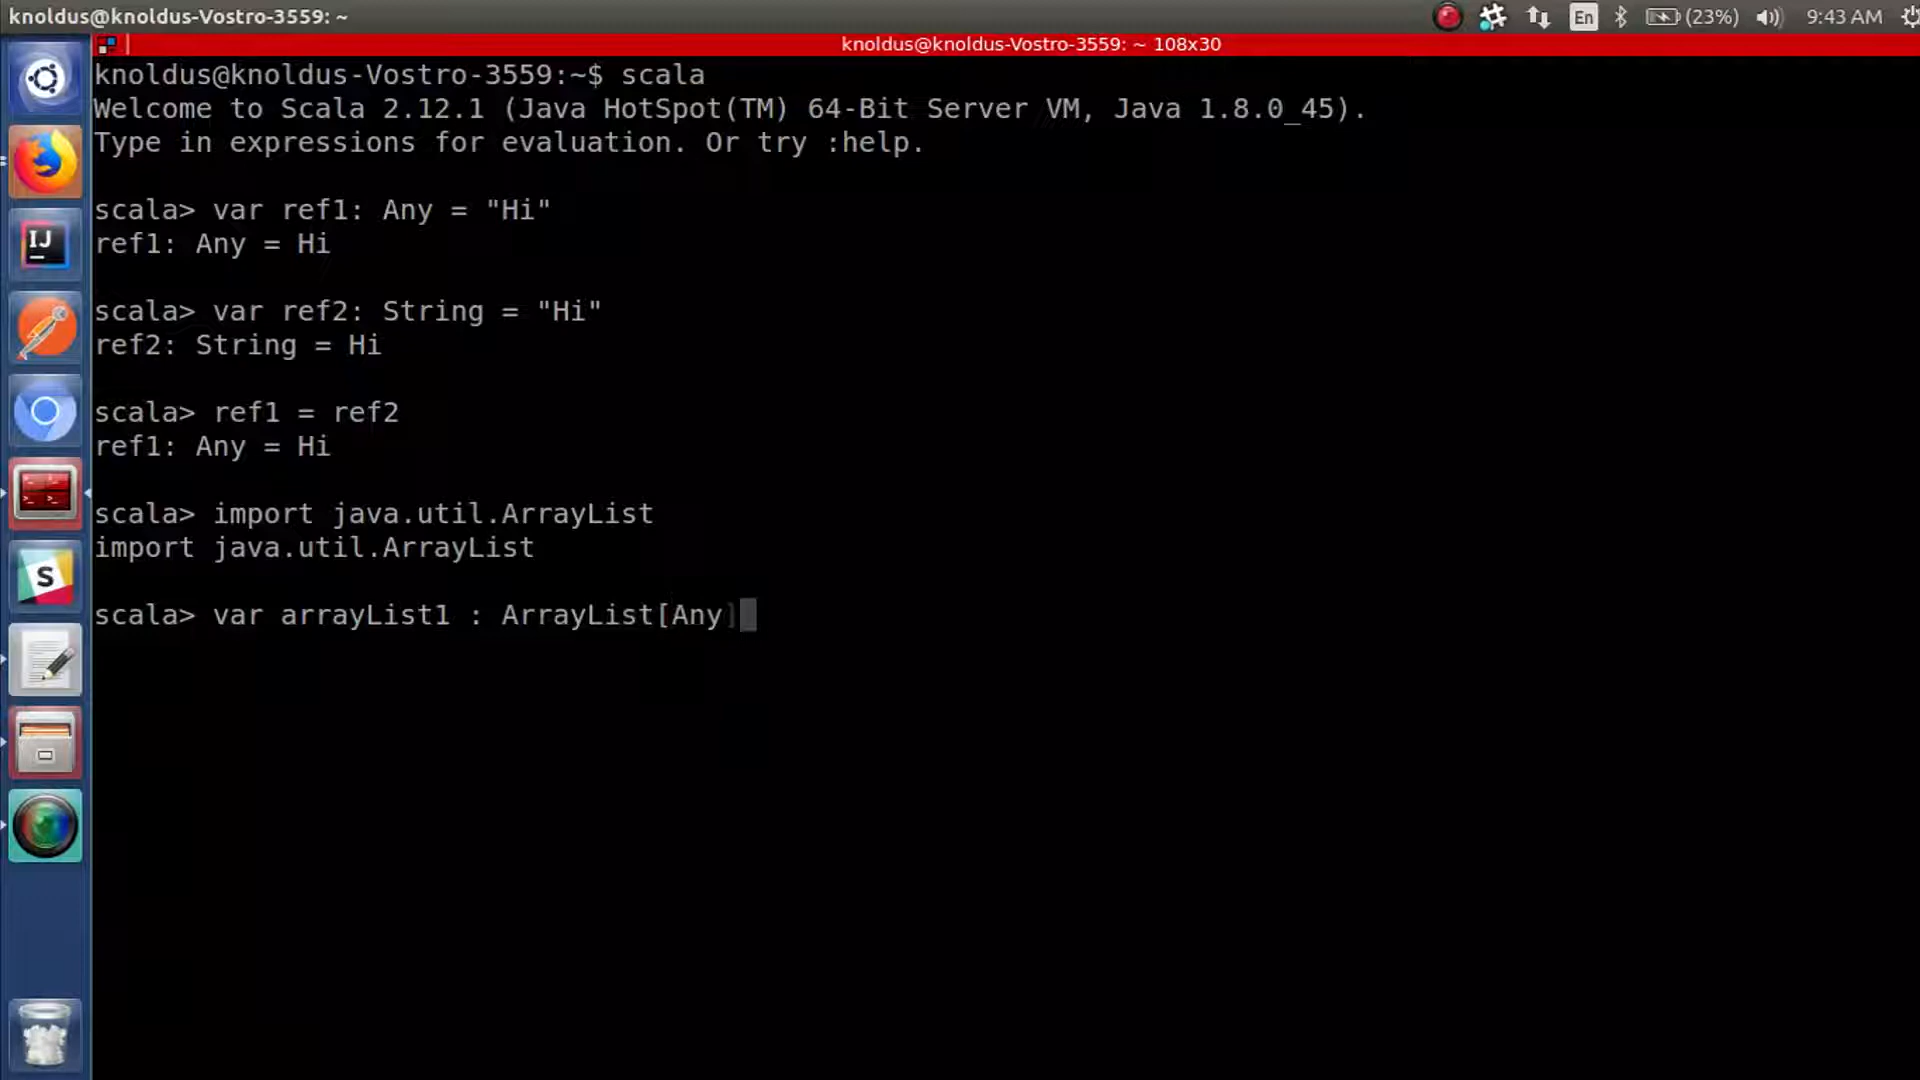 knoldus@knoldus-Vostro-3559: ~
En
(23%)
9:43 AM
knoldus@knoldus-Vostro-3559: ~ 108x30
knoldus@knoldus-Vostro-3559:~$ scala
Welcome to Scala 2.12.1 (Java HotSpot(TM) 64-Bit Server VM, Java 1.8.0_45).
Type in expressions for evaluation. Or try :help.
scala> var ref1: Any = "Hi"
ref1: Any = Hi
scala> var ref2: String = "Hi"
ref2: String = Hi
scala> ref1 = ref2
ref1: Any = Hi
scala> import java.util.ArrayList
import java.util.ArrayList
scala> var arrayList1 : ArrayList[Any]
IJ
S